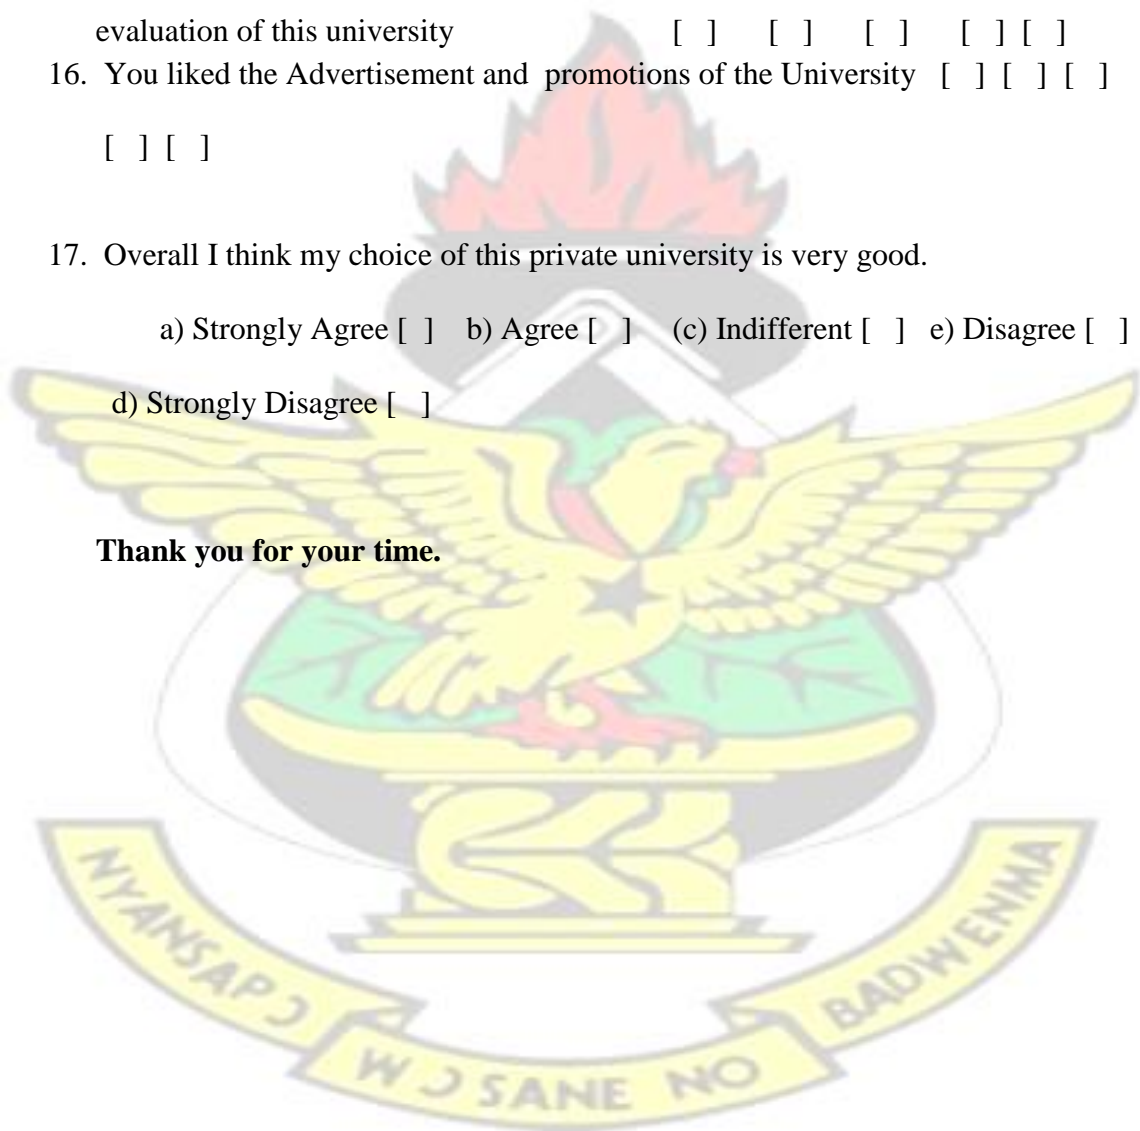 evaluation of this university [ ] [ ] [ ] [ ] [ ]
16. You liked the Advertisement and promotions of the University [ ] [ ] [ ]
[ ] [ ]
17. Overall I think my choice of this private university is very good.
a) Strongly Agree [ ] b) Agree [ ] (c) Indifferent [ ] e) Disagree [ ]
d) Strongly Disagree [ ]
Thank you for your time.
NYANSAPƆ WƆSANE NO BADWENMA